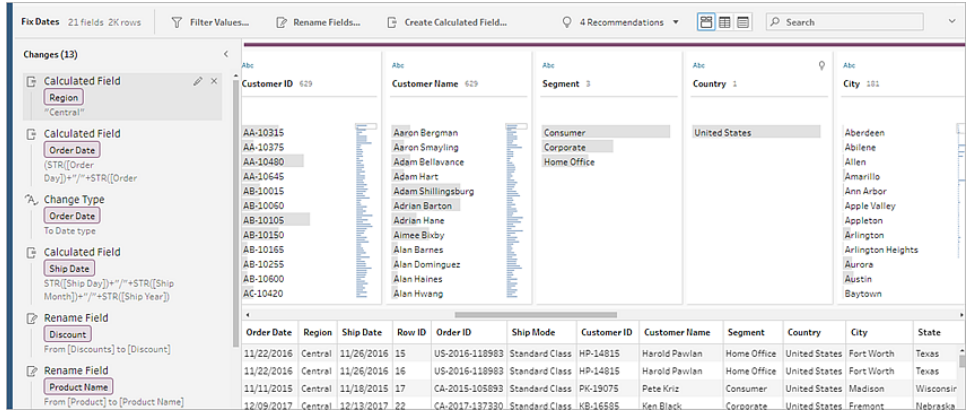 Fix Dates 21 fields 2K rows Filter Values... Rename Fields... Create Calculated Field... 4 Recommendations Search
Changes (13)
Calculated Field
Region
"Central"
Calculated Field
Order Date
(STR([Order
Day])+"/"+STR([Order
Change Type
Order Date
To Date type
Calculated Field
Ship Date
STR([Ship Day])+"/"+STR([Ship
Month])+"/"+STR([Ship Year])
Rename Field
Discount
From [Discounts] to [Discount]
Rename Field
Product Name
From [Product] to [Product Name]
Abc
Customer ID 629
AA-10315
AA-10375
AA-10480
AA-10645
AB-10015
AB-10060
AB-10105
AB-10150
AB-10165
AB-10255
AB-10600
AC-10420
Abc
Customer Name 629
Aaron Bergman
Aaron Smayling
Adam Bellavance
Adam Hart
Adam Shillingsburg
Adrian Barton
Adrian Hane
Aimee Bixby
Alan Barnes
Alan Dominguez
Alan Haines
Alan Hwang
Abc
Segment 3
Consumer
Corporate
Home Office
Abc
Country 1
United States
Abc
City 181
Aberdeen
Abilene
Allen
Amarillo
Ann Arbor
Apple Valley
Appleton
Arlington
Arlington Heights
Aurora
Austin
Baytown
Order Date Region Ship Date Row ID Order ID Ship Mode Customer ID Customer Name Segment Country City State
11/22/2016 Central 11/26/2016 15 US-2016-118983 Standard Class HP-14815 Harold Pawlan Home Office United States Fort Worth Texas
11/22/2016 Central 11/26/2016 16 US-2016-118983 Standard Class HP-14815 Harold Pawlan Home Office United States Fort Worth Texas
11/11/2015 Central 11/18/2015 17 CA-2015-105893 Standard Class PK-19075 Pete Kriz Consumer United States Madison Wisconsin
12/09/2017 Central 12/13/2017 22 CA-2017-137330 Standard Class KB-16585 Ken Black Corporate United States Fremont Nebraska